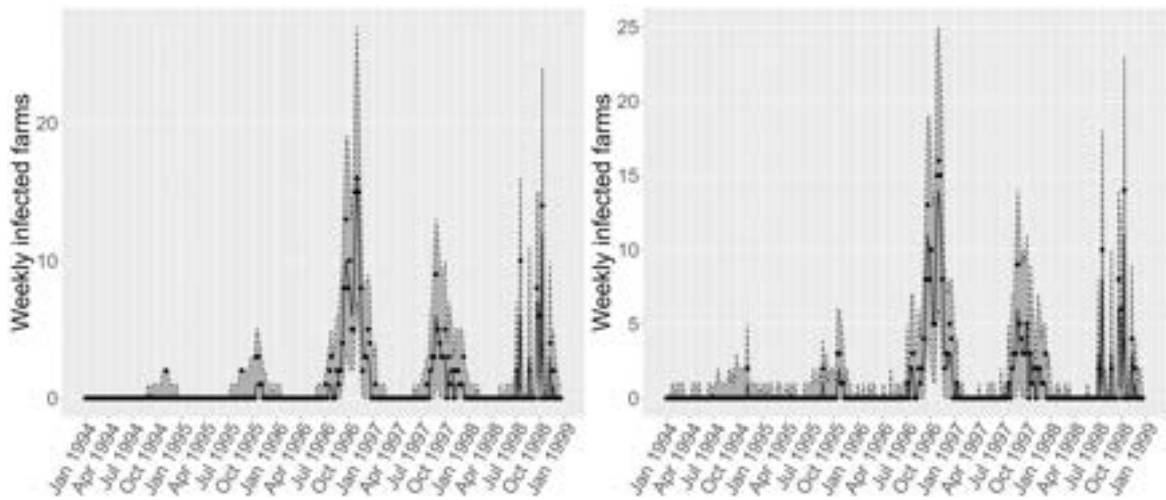 Weekly infected farms
20
10
0
Jan 1994
Apr 1994
Jul 1994
Oct 1994
Jan 1995
Apr 1995
Jul 1995
Oct 1995
Jan 1996
Apr 1996
Jul 1996
Oct 1996
Jan 1997
Apr 1997
Jul 1997
Oct 1997
Jan 1998
Apr 1998
Jul 1998
Oct 1998
Jan 1999
Weekly infected farms
25
20
15
10
5
0
Jan 1994
Apr 1994
Jul 1994
Oct 1994
Jan 1995
Apr 1995
Jul 1995
Oct 1995
Jan 1996
Apr 1996
Jul 1996
Oct 1996
Jan 1997
Apr 1997
Jul 1997
Oct 1997
Jan 1998
Apr 1998
Jul 1998
Oct 1998
Jan 1999